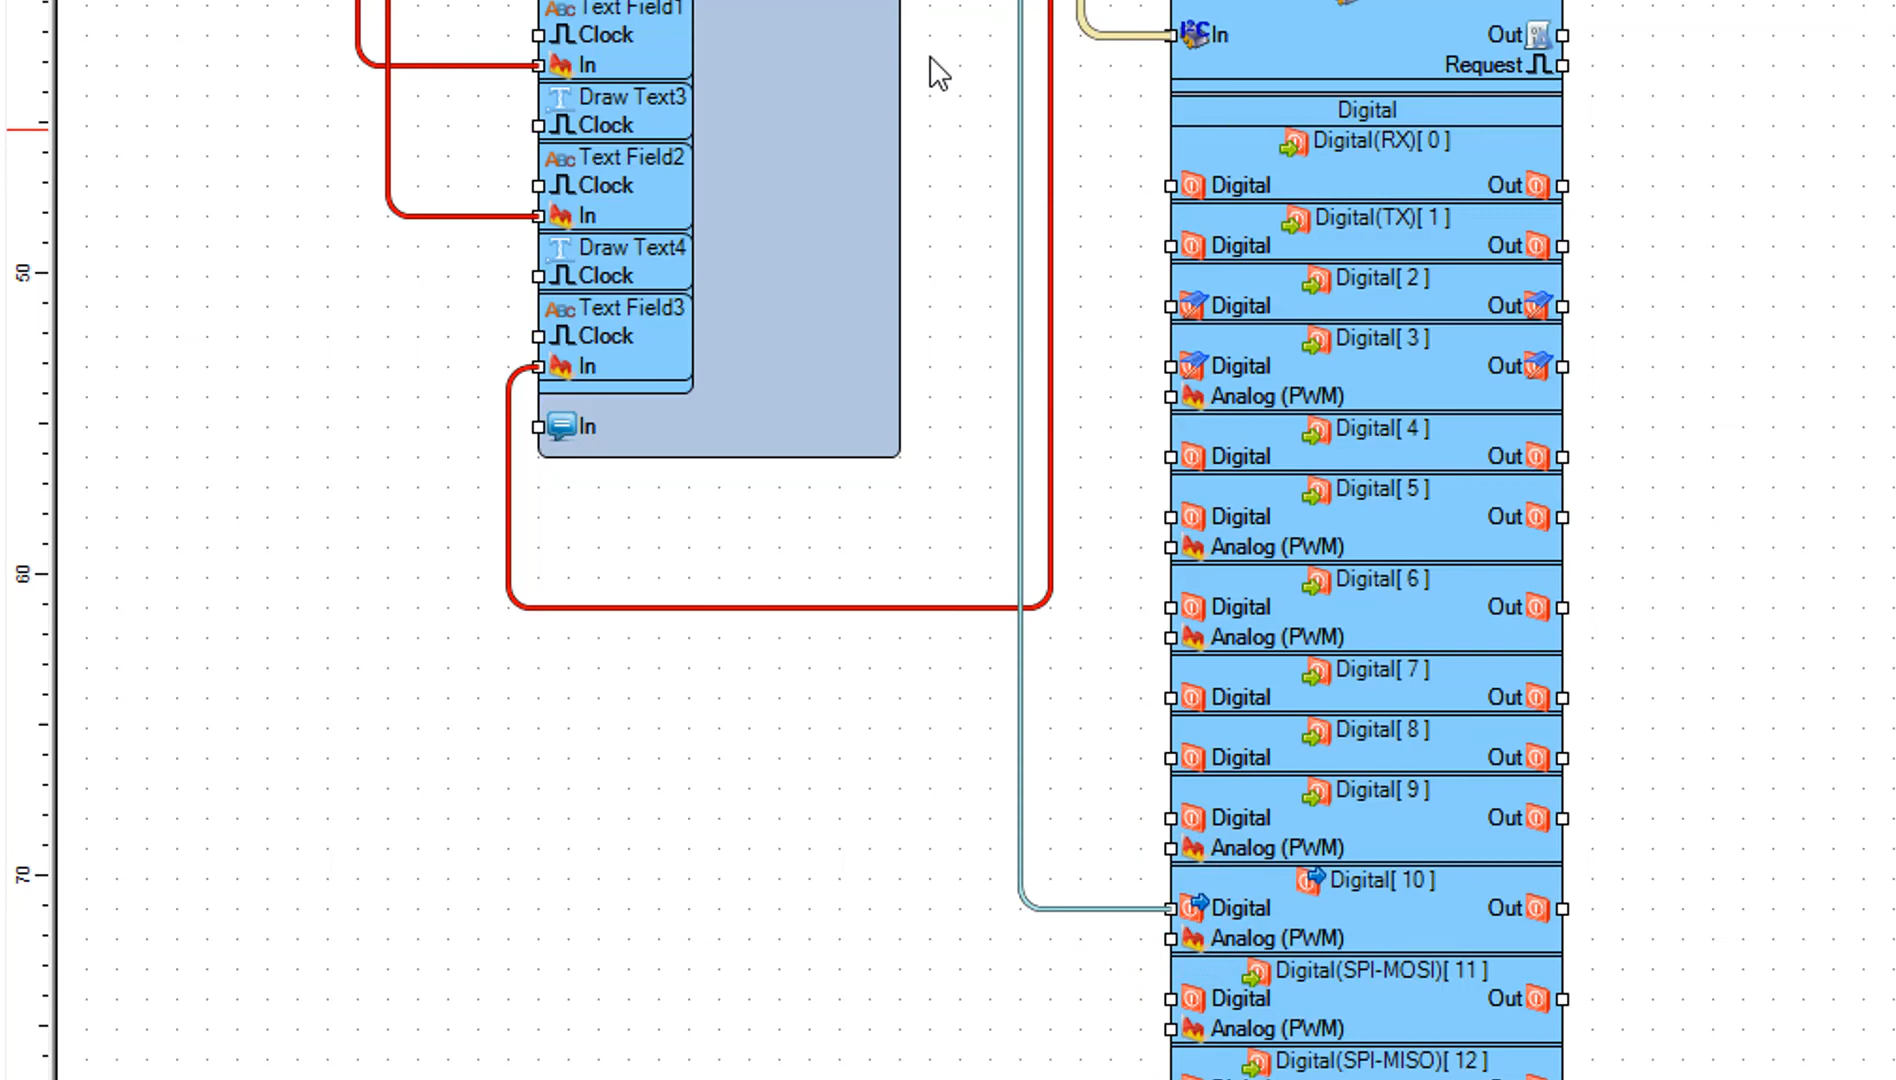 Text Field1
Clock
In
Draw Text3
Clock
Text Field2
Clock
In
Draw Text4
Clock
Text Field3
Clock
In
In
50
60
70
I²C In Out
Request
Digital
Digital(RX)[ 0 ]
Digital Out
Digital(TX)[ 1 ]
Digital Out
Digital[ 2 ]
Digital Out
Digital[ 3 ]
Digital Out
Analog (PWM)
Digital[ 4 ]
Digital Out
Digital[ 5 ]
Digital Out
Analog (PWM)
Digital[ 6 ]
Digital Out
Analog (PWM)
Digital[ 7 ]
Digital Out
Digital[ 8 ]
Digital Out
Digital[ 9 ]
Digital Out
Analog (PWM)
Digital[ 10 ]
Digital Out
Analog (PWM)
Digital(SPI-MOSI)[ 11 ]
Digital Out
Analog (PWM)
Digital(SPI-MISO)[ 12 ]